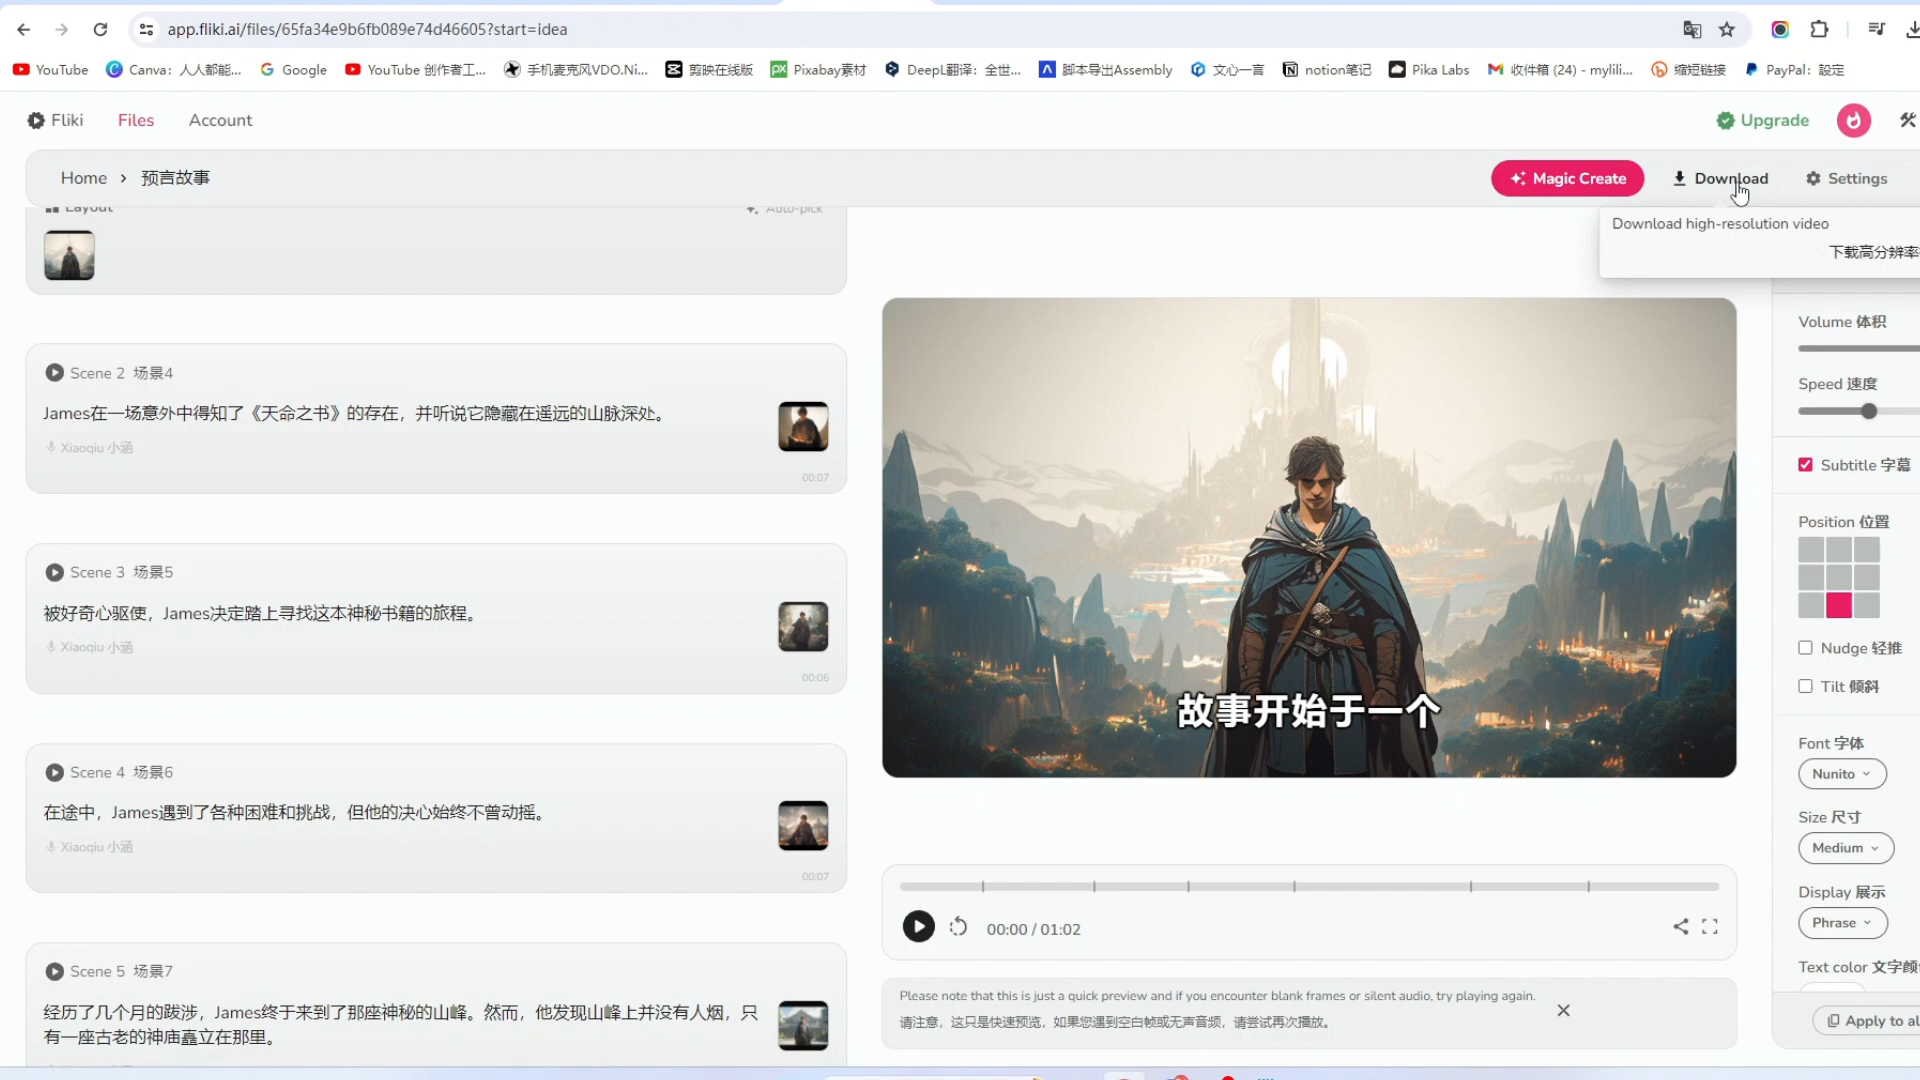 app.fliki.ai/files/65fa34e9b6fb089e74d46605?start=idea
YouTube
Canva：人人都能...
Google
YouTube 创作者工...
手机麦克风VDO.Ni...
剪映在线版
Pixabay素材
DeepL翻译：全世...
脚本导出Assembly
文心一言
notion笔记
Pika Labs
收件箱 (24) - mylili...
缩短链接
PayPal：設定
Fliki
Files
Account
Upgrade
Home > 预言故事
Magic Create
Download
Settings
Download high-resolution video
下载高分辨率
Layout
Auto-pick
Scene 2 场景4
James在一场意外中得知了《天命之书》的存在，并听说它隐藏在遥远的山脉深处。
Xiaoqiu 小涵
00:07
Scene 3 场景5
被好奇心驱使，James决定踏上寻找这本神秘书籍的旅程。
Xiaoqiu 小涵
00:06
Scene 4 场景6
在途中，James遇到了各种困难和挑战，但他的决心始终不曾动摇。
Xiaoqiu 小涵
00:07
Scene 5 场景7
经历了几个月的跋涉，James终于来到了那座神秘的山峰。然而，他发现山峰上并没有人烟，只
有一座古老的神庙矗立在那里。
故事开始于一个
00:00 / 01:02
Please note that this is just a quick preview and if you encounter blank frames or silent audio, try playing again.
请注意，这只是快速预览，如果您遇到空白帧或无声音频，请尝试再次播放。
Volume 体积
Speed 速度
Subtitle 字幕
Position 位置
Nudge 轻推
Tilt 倾斜
Font 字体
Nunito
Size 尺寸
Medium
Display 展示
Phrase
Text color 文字颜
Apply to al